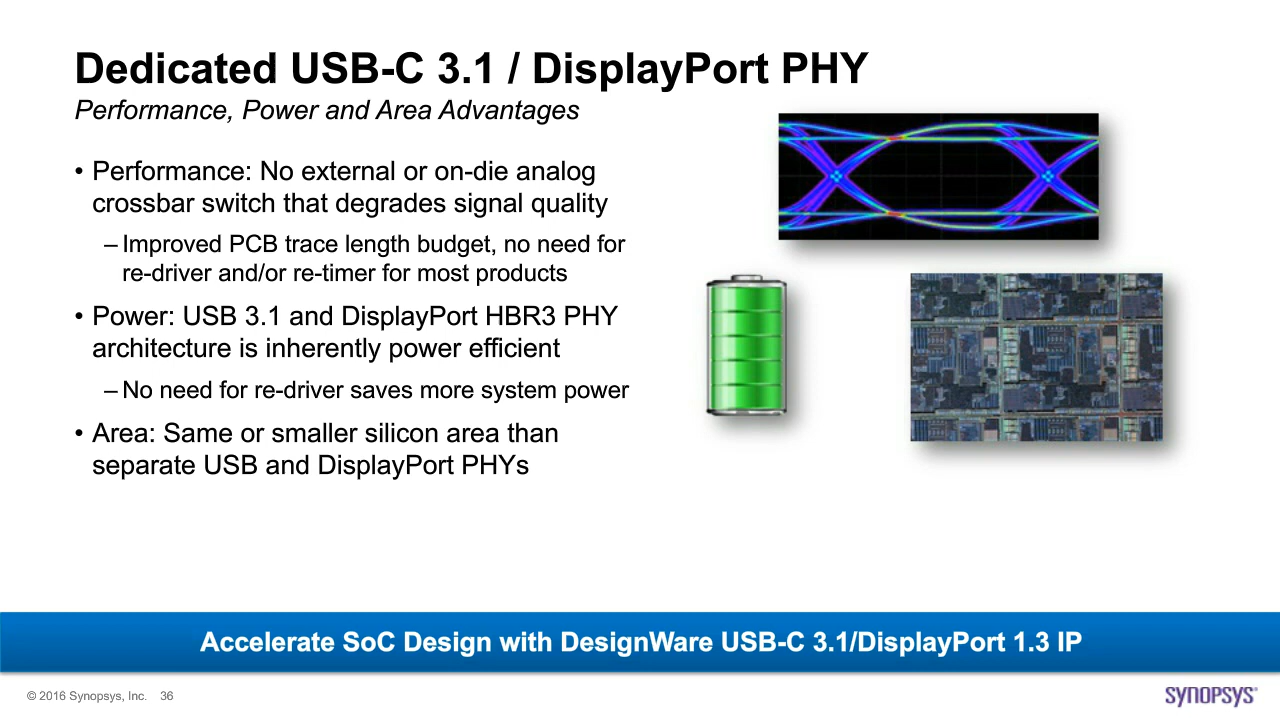 Dedicated USB-C 3.1 / DisplayPort PHY
Performance, Power and Area Advantages
• Performance: No external or on-die analog
crossbar switch that degrades signal quality
– Improved PCB trace length budget, no need for
re-driver and/or re-timer for most products
• Power: USB 3.1 and DisplayPort HBR3 PHY
architecture is inherently power efficient
– No need for re-driver saves more system power
• Area: Same or smaller silicon area than
separate USB and DisplayPort PHYs
Accelerate SoC Design with DesignWare USB-C 3.1/DisplayPort 1.3 IP
© 2016 Synopsys, Inc. 36
SYNOPSYS®